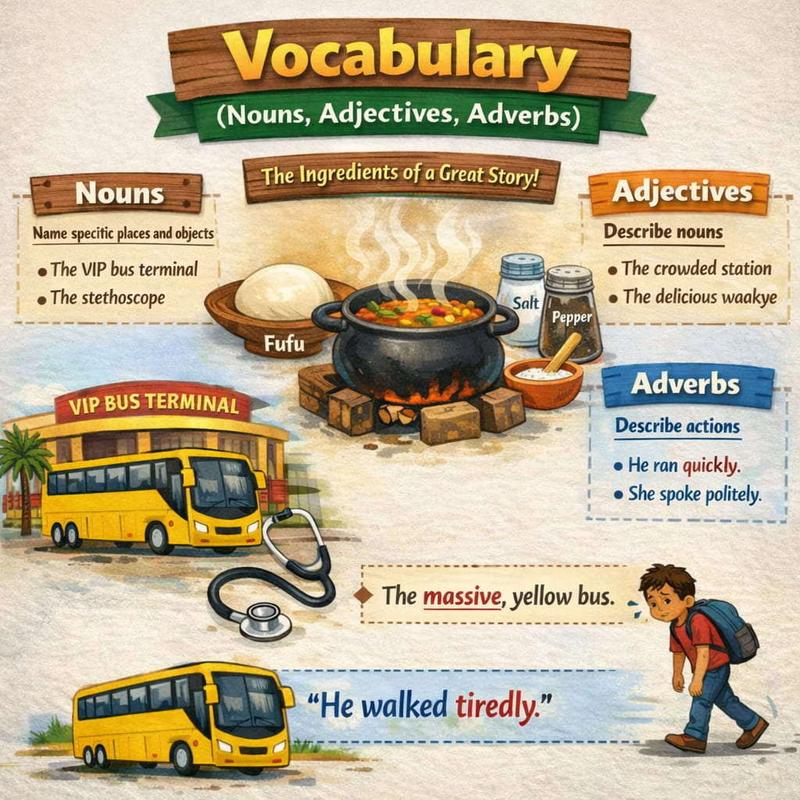 Vocabulary
(Nouns, Adjectives, Adverbs)
The Ingredients of a Great Story!
Nouns
Name specific places and objects
• The VIP bus terminal
• The stethoscope
Adjectives
Describe nouns
• The crowded station
• The delicious waakye
Salt
Pepper
Fufu
Adverbs
Describe actions
• He ran quickly.
• She spoke politely.
VIP BUS TERMINAL
The massive, yellow bus.
“He walked tiredly.”